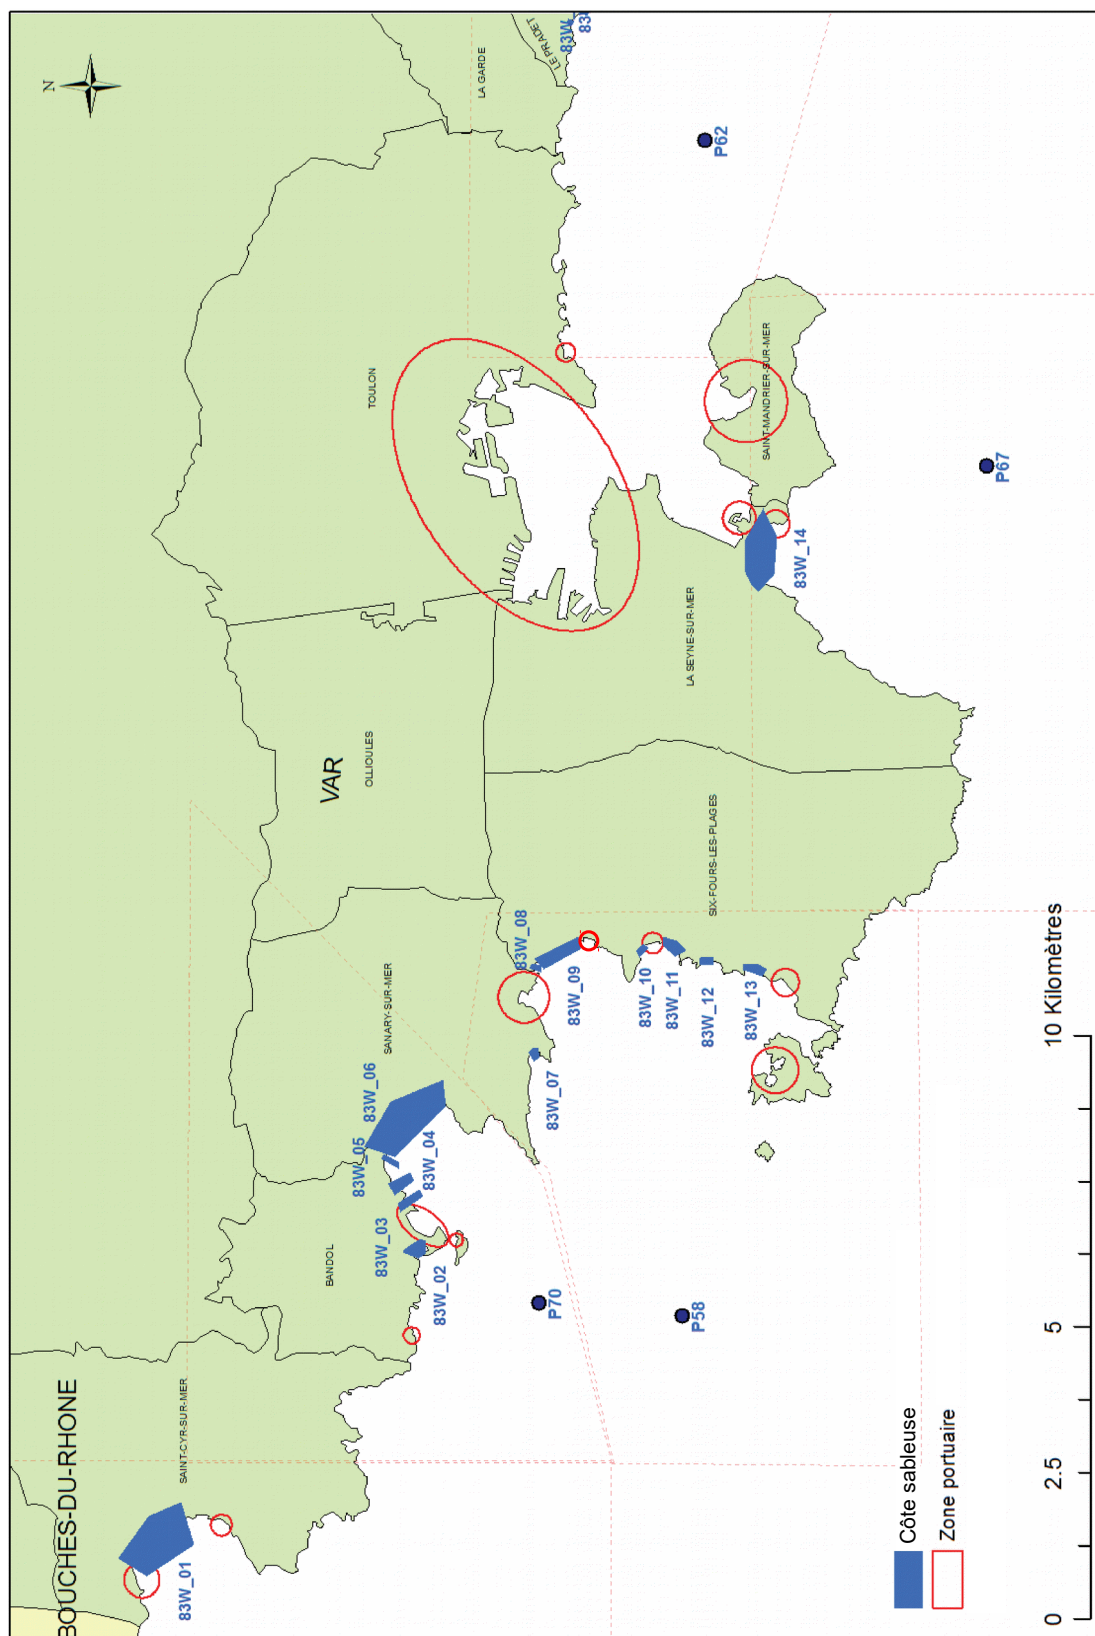 BOUCHES-DU-RHONE
SAINT-CYR-SUR-MER
83W_01
BANDOL
83W_02
83W_03
83W_04
83W_05
83W_06
SANARY-SUR-MER
83W_07
83W_08
83W_09
83W_10
83W_11
83W_12
83W_13
SIX-FOURS-LES-PLAGES
VAR
OLLIOULES
TOULON
LA SEYNE-SUR-MER
83W_14
SAINT-MANDRIER-SUR-MER
LA GARDE
LE PRADET
83W_
N
P70
P58
P67
P62
Côte sableuse
Zone portuaire
0 2.5 5 10 Kilomètres